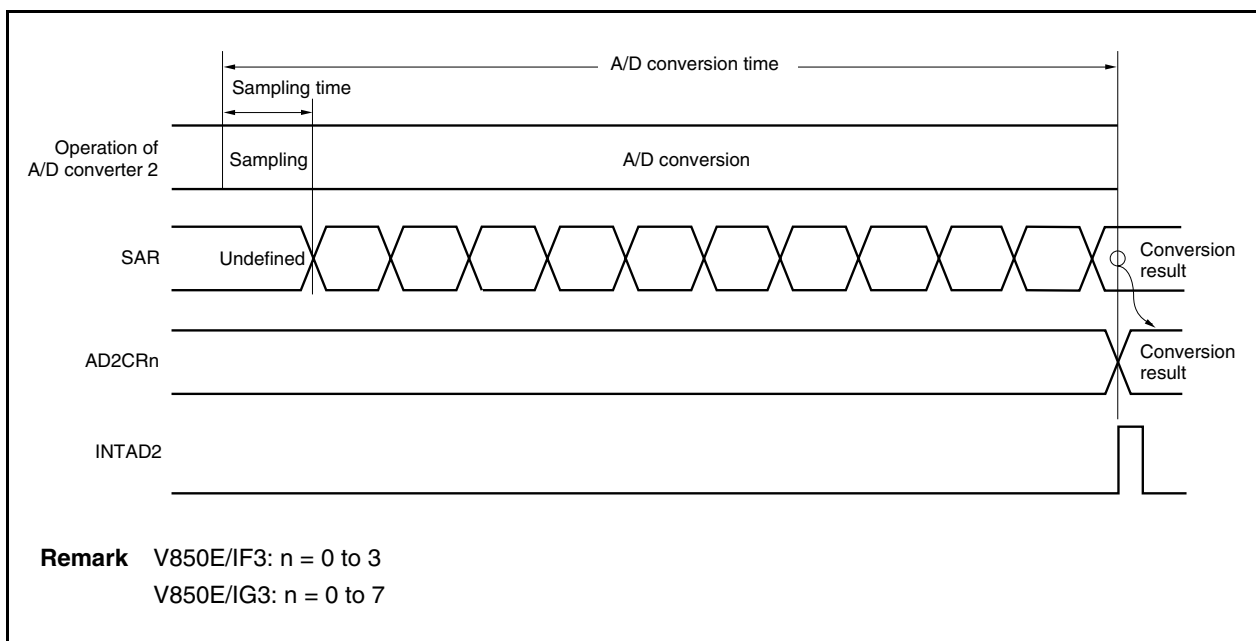 A/D conversion time
Sampling time
Operation of
A/D converter 2
Sampling
A/D conversion
SAR
Undefined
Conversion
result
AD2CRn
Conversion
result
INTAD2
Remark V850E/IF3: n = 0 to 3
V850E/IG3: n = 0 to 7